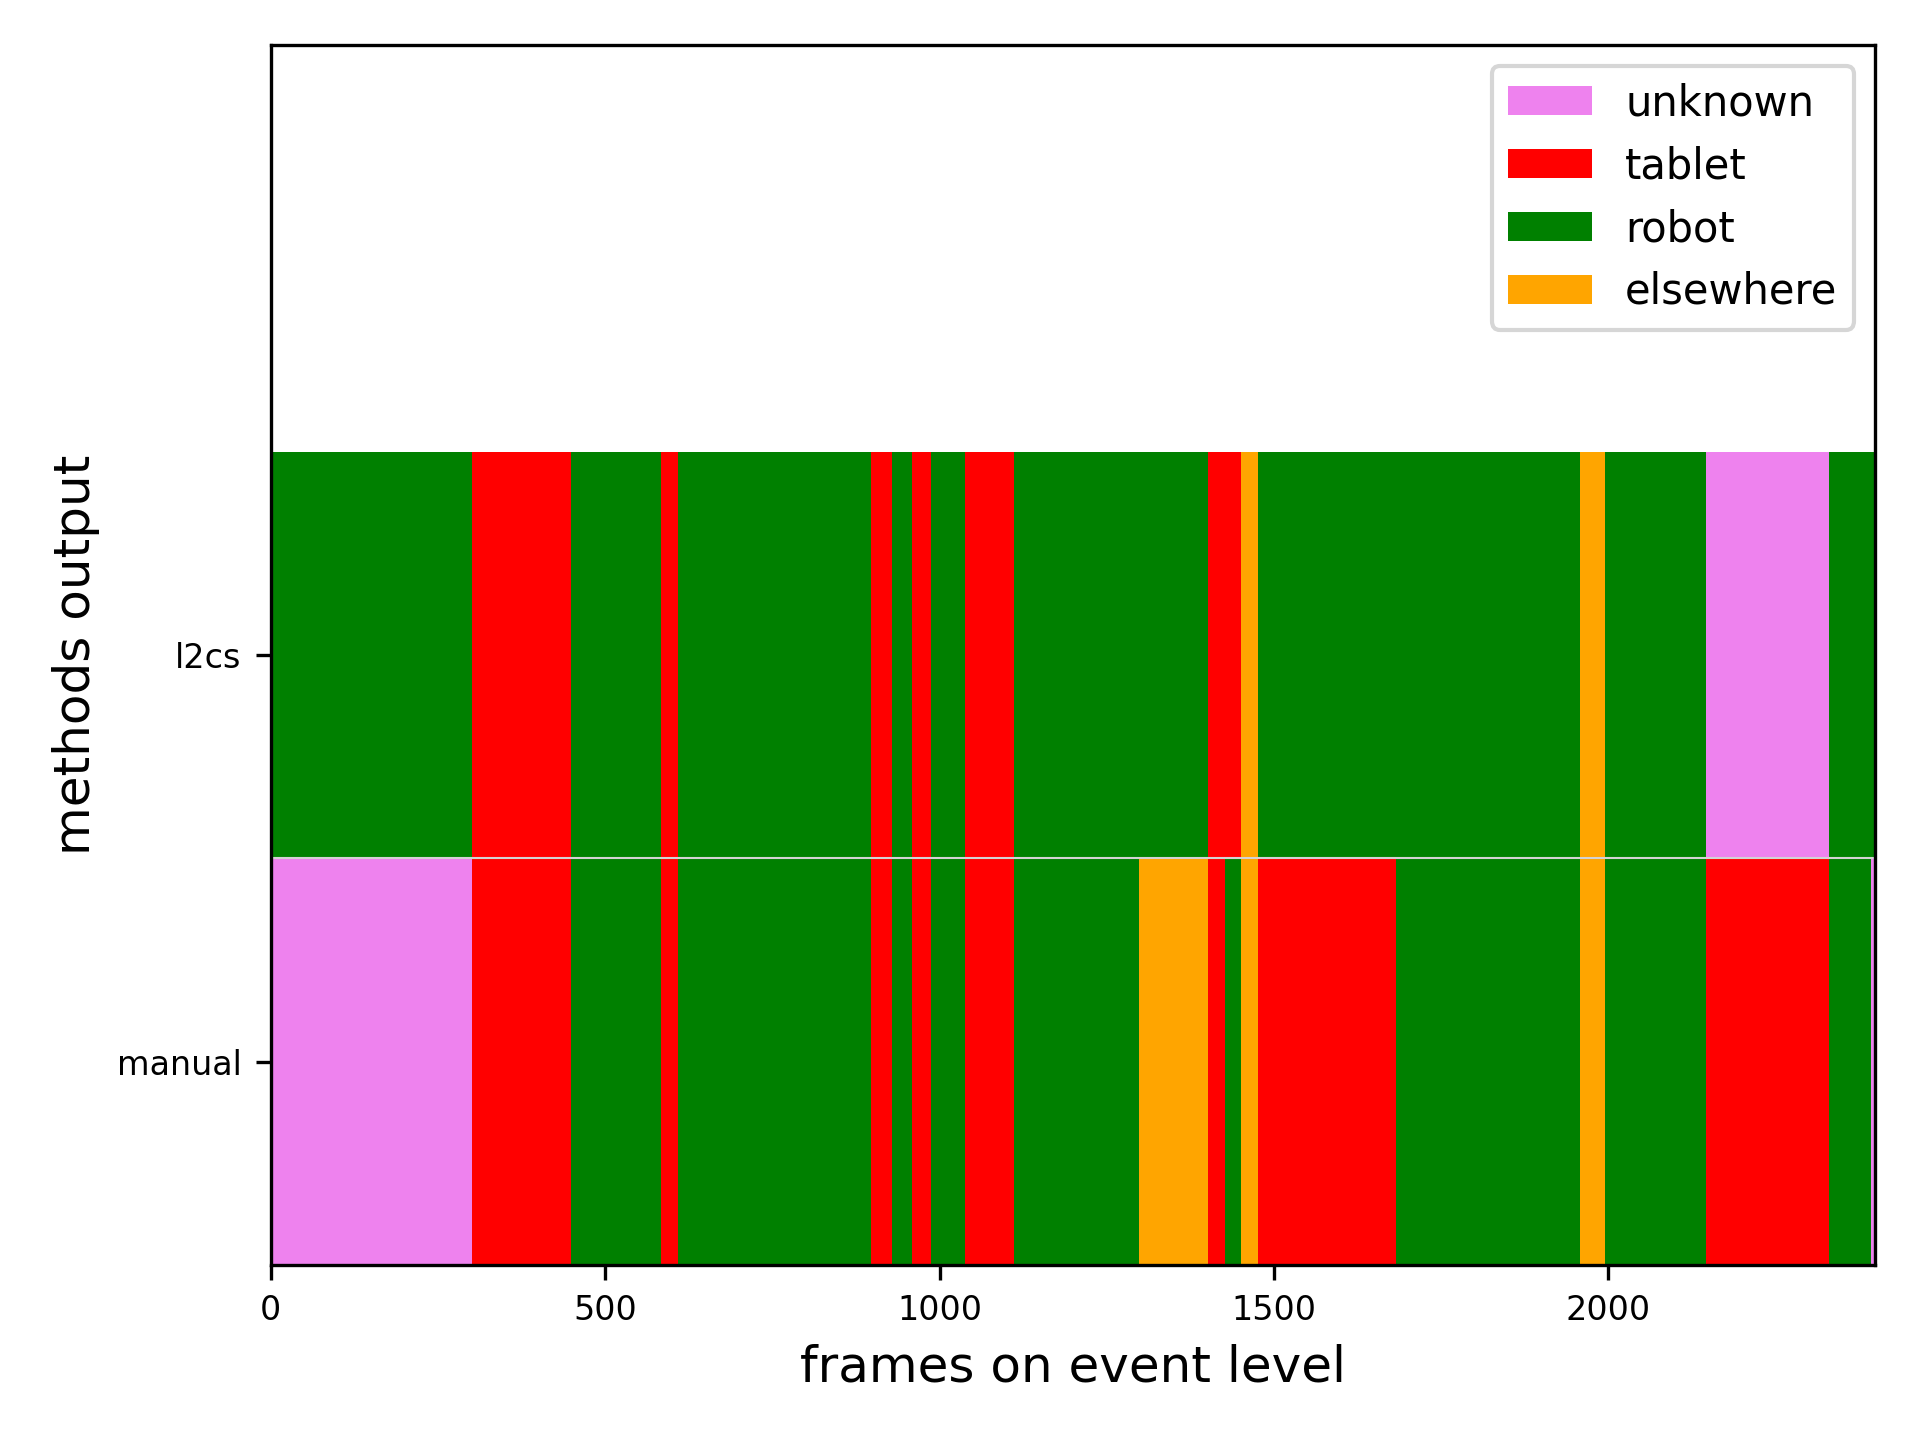 unknown
tablet
robot
elsewhere
methods output
l2cs
manual
0 500 1000 1500 2000
frames on event level